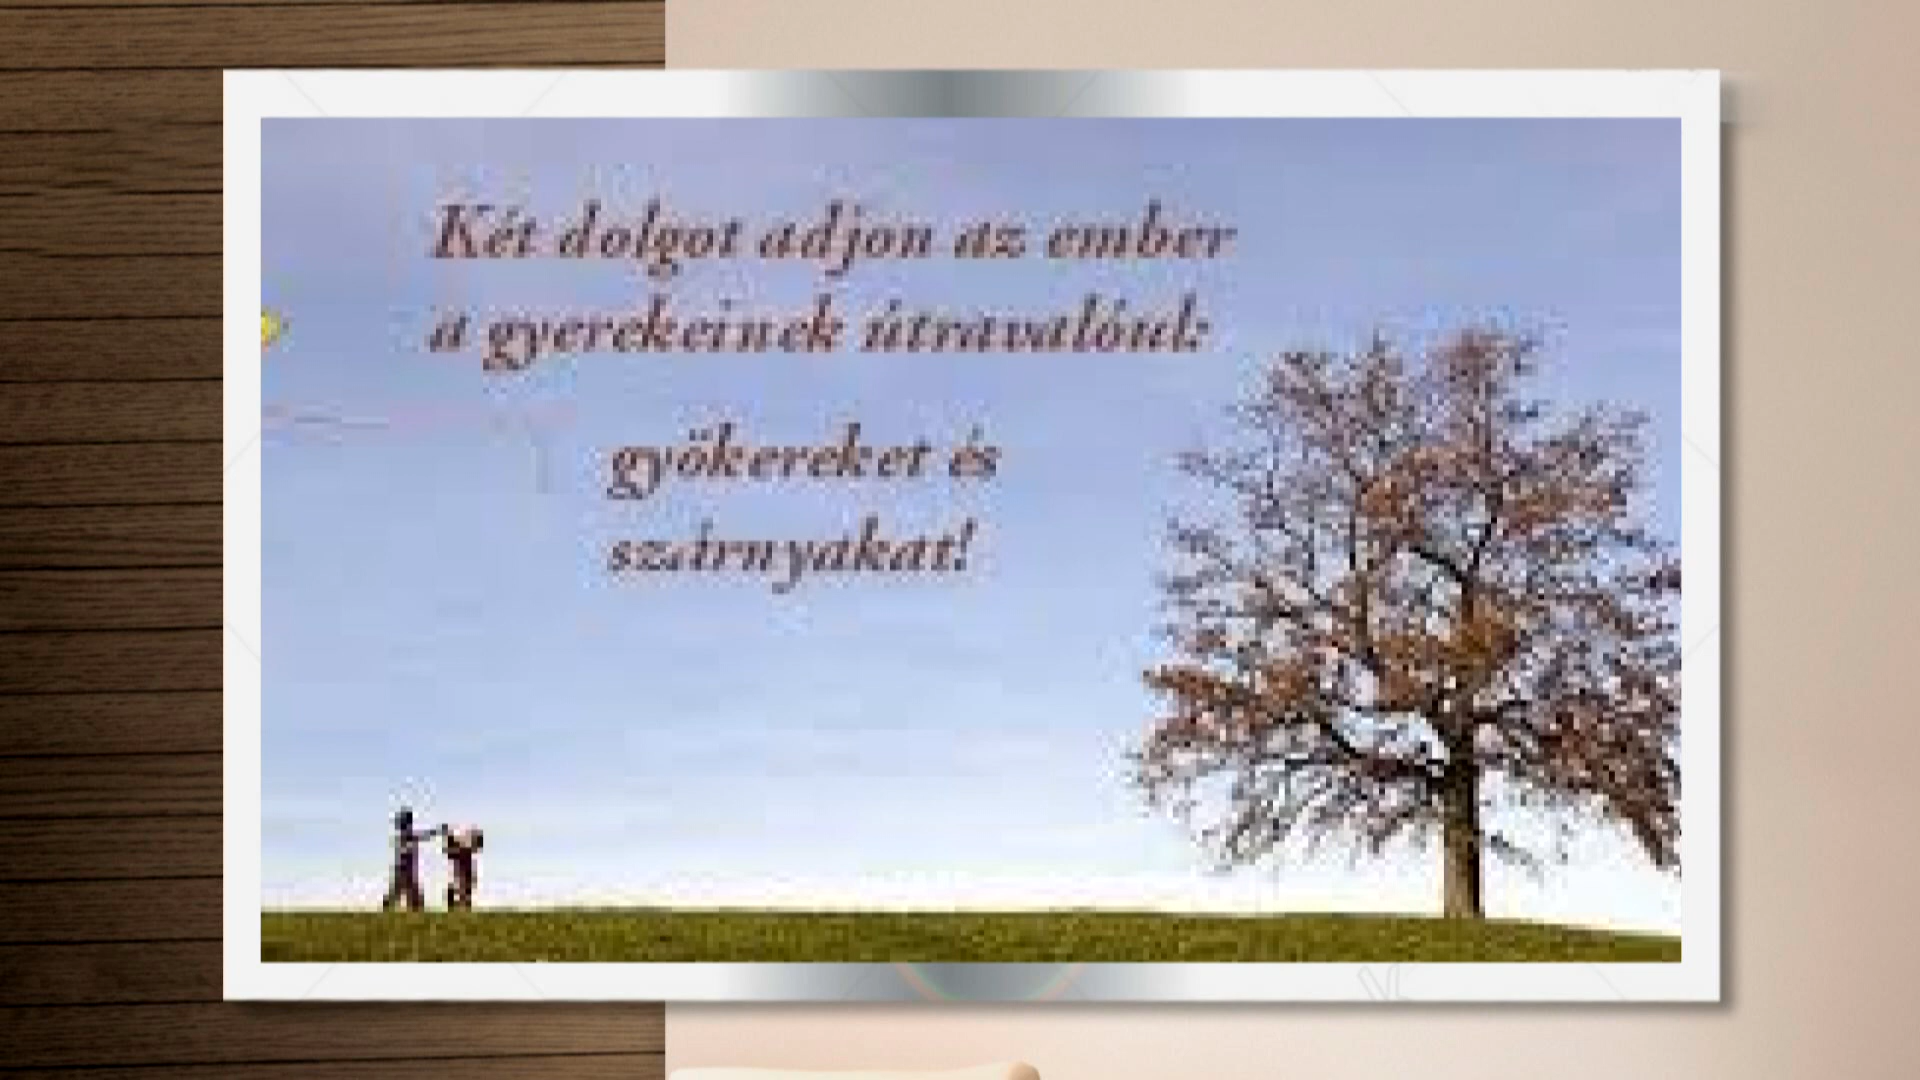 Két dolgot adjon az ember
a gyerekeinek útravalóul:
gyökereket és
szárnyakat!